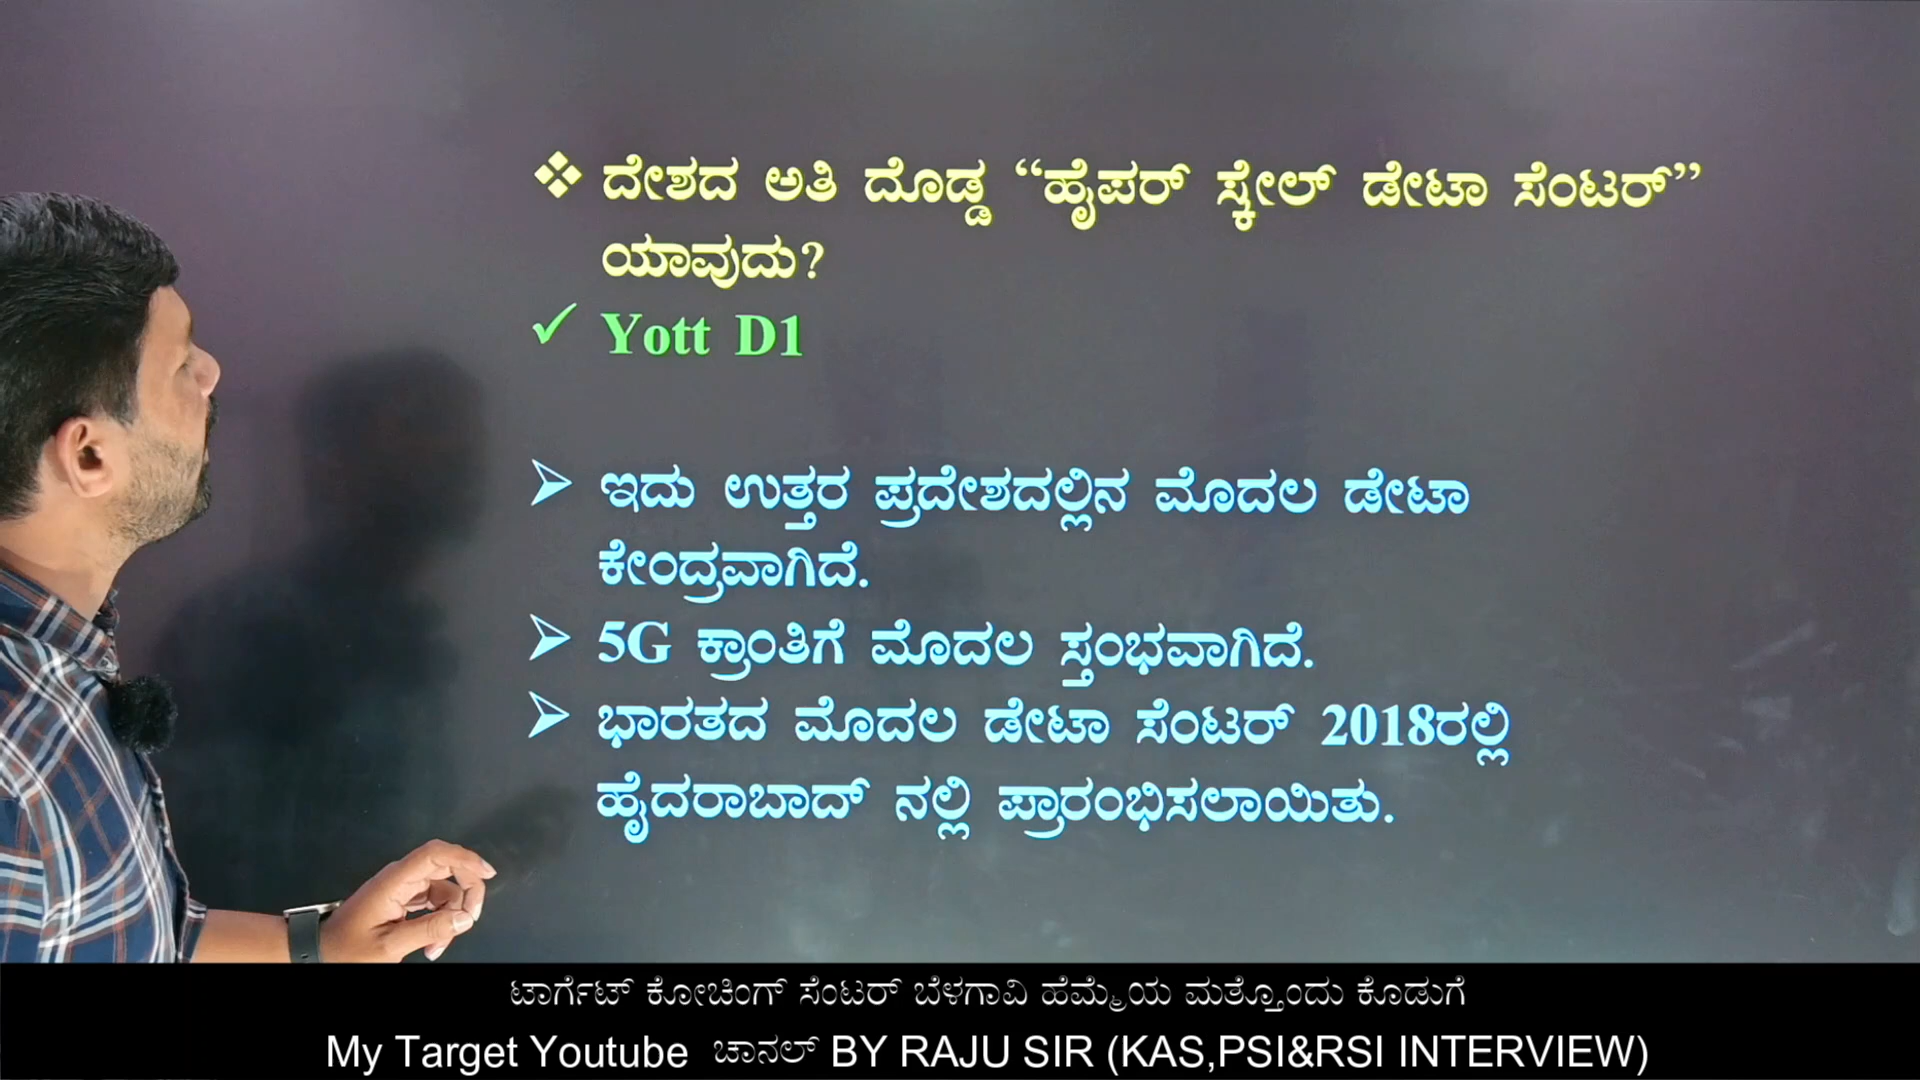 ❖ ದೇಶದ ಅತಿ ದೊಡ್ಡ “ಹೈಪರ್ ಸ್ಕೇಲ್ ಡೇಟಾ ಸೆಂಟರ್”
ಯಾವುದು?
✓ Yott D1
➢ ಇದು ಉತ್ತರ ಪ್ರದೇಶದಲ್ಲಿನ ಮೊದಲ ಡೇಟಾ
ಕೇಂದ್ರವಾಗಿದೆ.
➢ 5G ಕ್ರಾಂತಿಗೆ ಮೊದಲ ಸ್ತಂಭವಾಗಿದೆ.
➢ ಭಾರತದ ಮೊದಲ ಡೇಟಾ ಸೆಂಟರ್ 2018ರಲ್ಲಿ
ಹೈದರಾಬಾದ್ ನಲ್ಲಿ ಪ್ರಾರಂಭಿಸಲಾಯಿತು.
ಟಾರ್ಗೆಟ್ ಕೋಚಿಂಗ್ ಸೆಂಟರ್ ಬೆಳಗಾವಿ ಹೆಮ್ಮೆಯ ಮತ್ತೊಂದು ಕೊಡುಗೆ
My Target Youtube ಚಾನಲ್ BY RAJU SIR (KAS,PSI&RSI INTERVIEW)